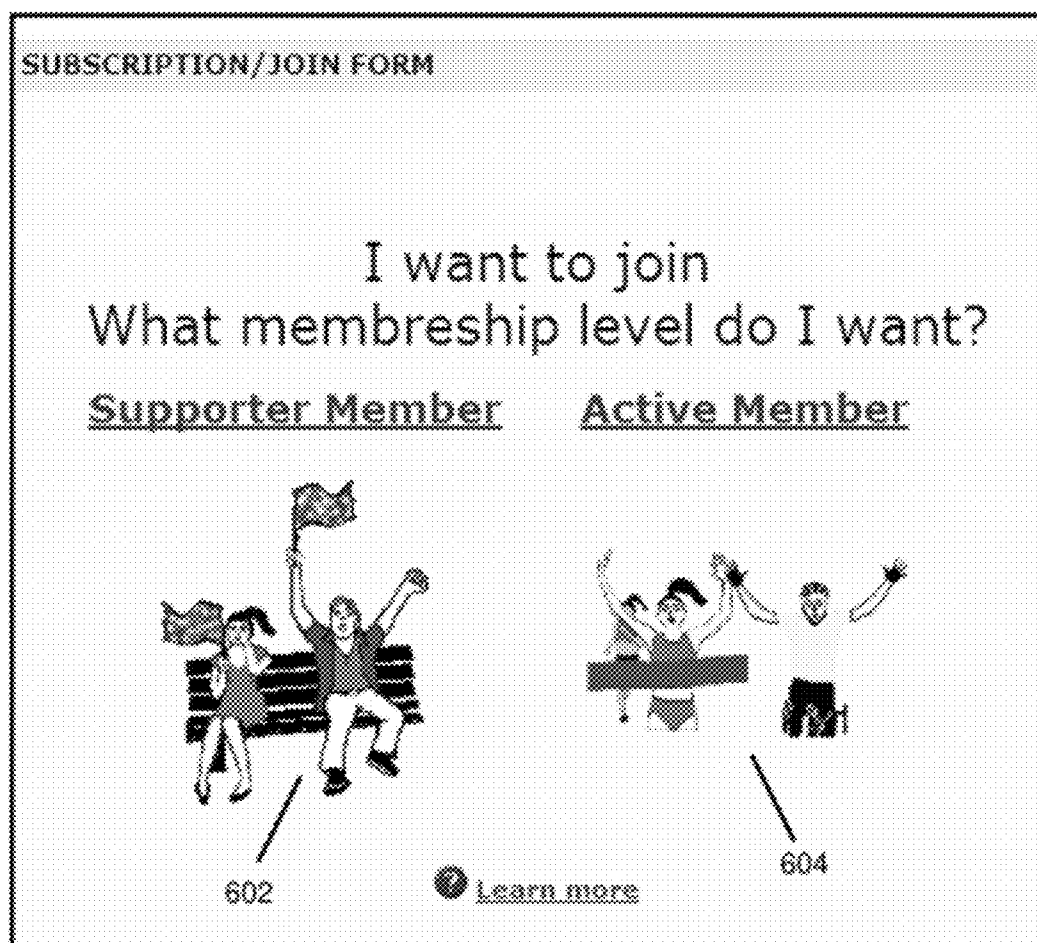 SUBSCRIPTION/JOIN FORM
I want to join
What membreship level do I want?
Supporter Member Active Member
602 604
? Learn more